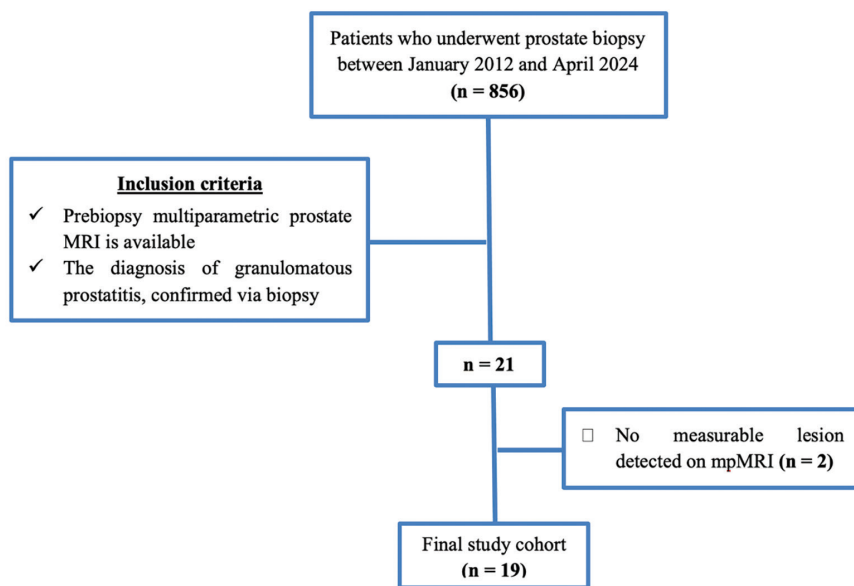 Patients who underwent prostate biopsy
between January 2012 and April 2024
(n = 856)
Inclusion criteria
✓ Prebiopsy multiparametric prostate
MRI is available
✓ The diagnosis of granulomatous
prostatitis, confirmed via biopsy
n = 21
□ No measurable lesion
detected on mpMRI (n = 2)
Final study cohort
(n = 19)